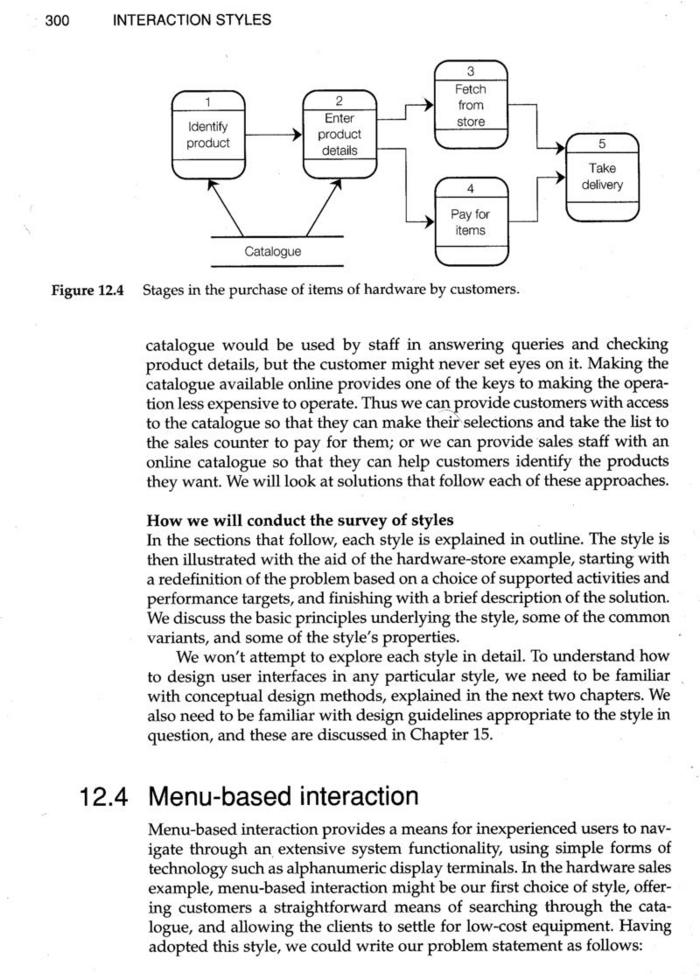 300 INTERACTION STYLES
1
Identify
product
2
Enter
product
details
3
Fetch
from
store
4
Pay for
items
5
Take
delivery
Catalogue
Figure 12.4 Stages in the purchase of items of hardware by customers.
catalogue would be used by staff in answering queries and checking
product details, but the customer might never set eyes on it. Making the
catalogue available online provides one of the keys to making the opera-
tion less expensive to operate. Thus we can provide customers with access
to the catalogue so that they can make their selections and take the list to
the sales counter to pay for them; or we can provide sales staff with an
online catalogue so that they can help customers identify the products
they want. We will look at solutions that follow each of these approaches.
How we will conduct the survey of styles
In the sections that follow, each style is explained in outline. The style is
then illustrated with the aid of the hardware-store example, starting with
a redefinition of the problem based on a choice of supported activities and
performance targets, and finishing with a brief description of the solution.
We discuss the basic principles underlying the style, some of the common
variants, and some of the style's properties.
We won't attempt to explore each style in detail. To understand how
to design user interfaces in any particular style, we need to be familiar
with conceptual design methods, explained in the next two chapters. We
also need to be familiar with design guidelines appropriate to the style in
question, and these are discussed in Chapter 15.
12.4 Menu-based interaction
Menu-based interaction provides a means for inexperienced users to nav-
igate through an extensive system functionality, using simple forms of
technology such as alphanumeric display terminals. In the hardware sales
example, menu-based interaction might be our first choice of style, offer-
ing customers a straightforward means of searching through the cata-
logue, and allowing the clients to settle for low-cost equipment. Having
adopted this style, we could write our problem statement as follows: